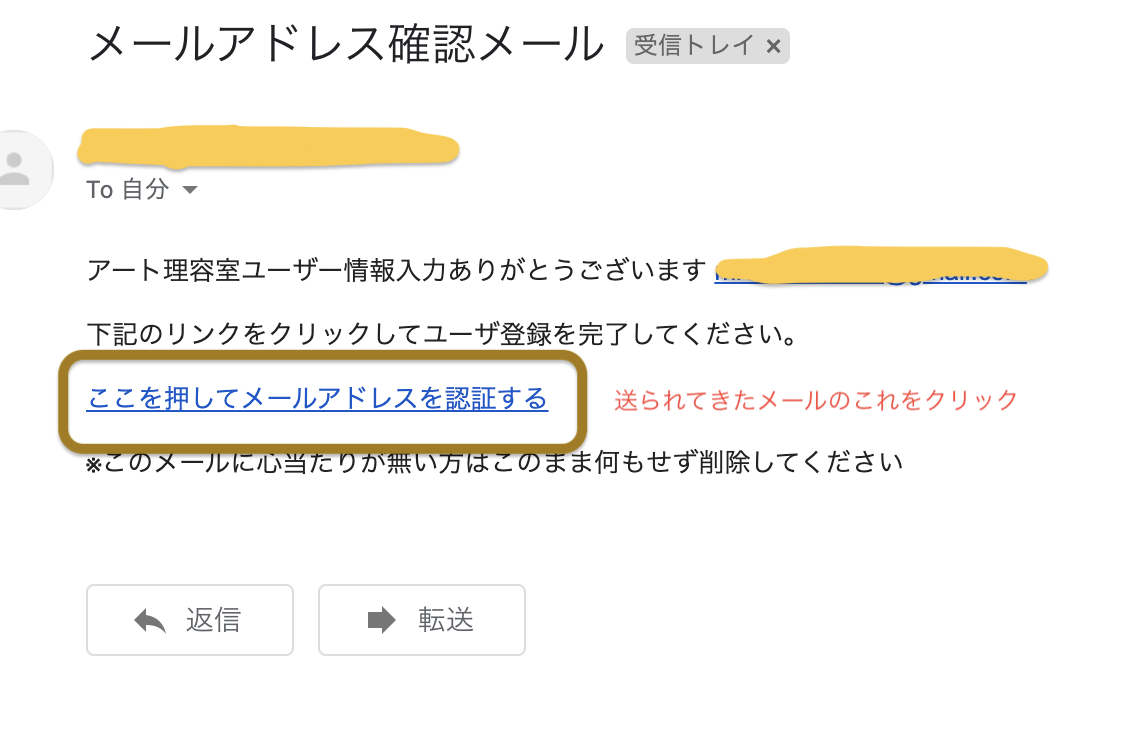 メールアドレス確認メール 受信トレイ ×
To 自分
アート理容室ユーザー情報入力ありがとうございます
下記のリンクをクリックしてユーザ登録を完了してください。
ここを押してメールアドレスを認証する 送られてきたメールのこれをクリック
※このメールに心当たりが無い方はこのまま何もせず削除してください
返信 転送